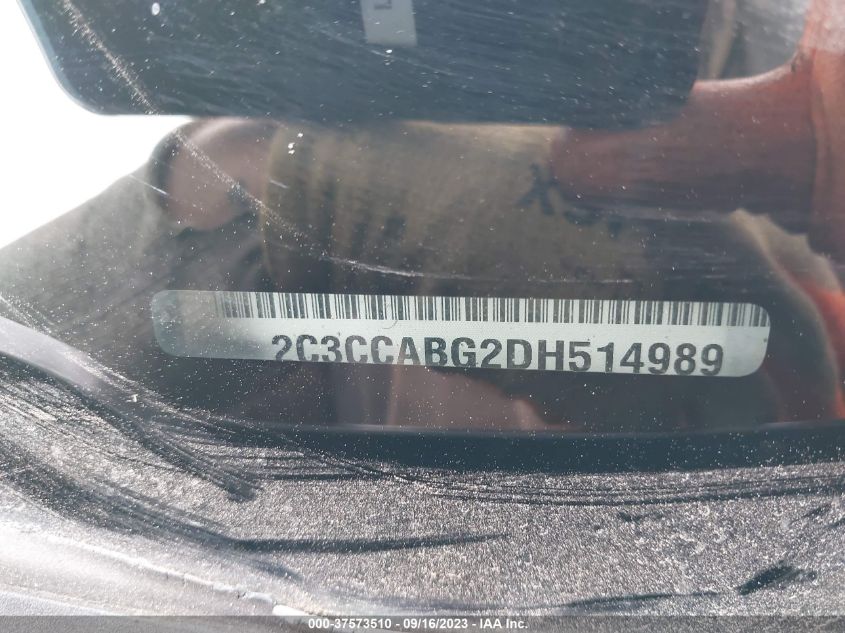 2C3CCABG2DH514989
000-37573510 - 09/16/2023 - IAA Inc.